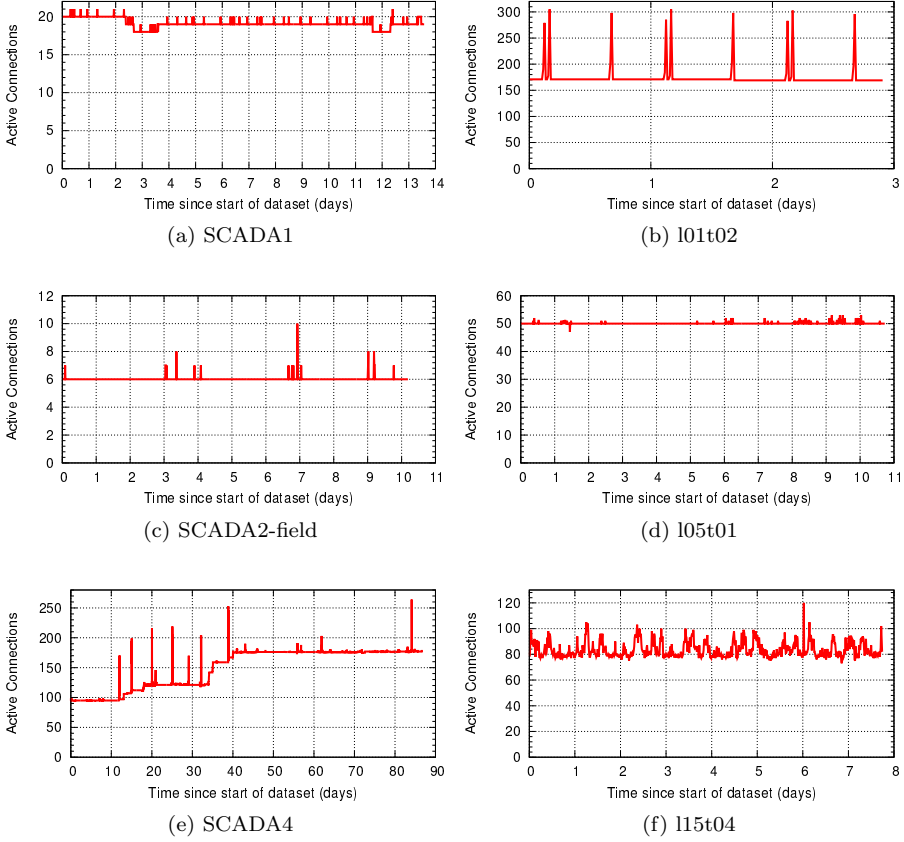 Active Connections
20
15
10
5
0
0 1 2 3 4 5 6 7 8 9 10 11 12 13 14
Time since start of dataset (days)
(a) SCADA1
Active Connections
300
250
200
150
100
50
0
0 1 2 3
Time since start of dataset (days)
(b) l01t02
Active Connections
12
10
8
6
4
2
0
0 1 2 3 4 5 6 7 8 9 10 11
Time since start of dataset (days)
(c) SCADA2-field
Active Connections
60
50
40
30
20
10
0
0 1 2 3 4 5 6 7 8 9 10 11
Time since start of dataset (days)
(d) l05t01
Active Connections
250
200
150
100
50
0
0 10 20 30 40 50 60 70 80 90
Time since start of dataset (days)
(e) SCADA4
Active Connections
120
100
80
60
40
20
0
0 1 2 3 4 5 6 7 8
Time since start of dataset (days)
(f) l15t04